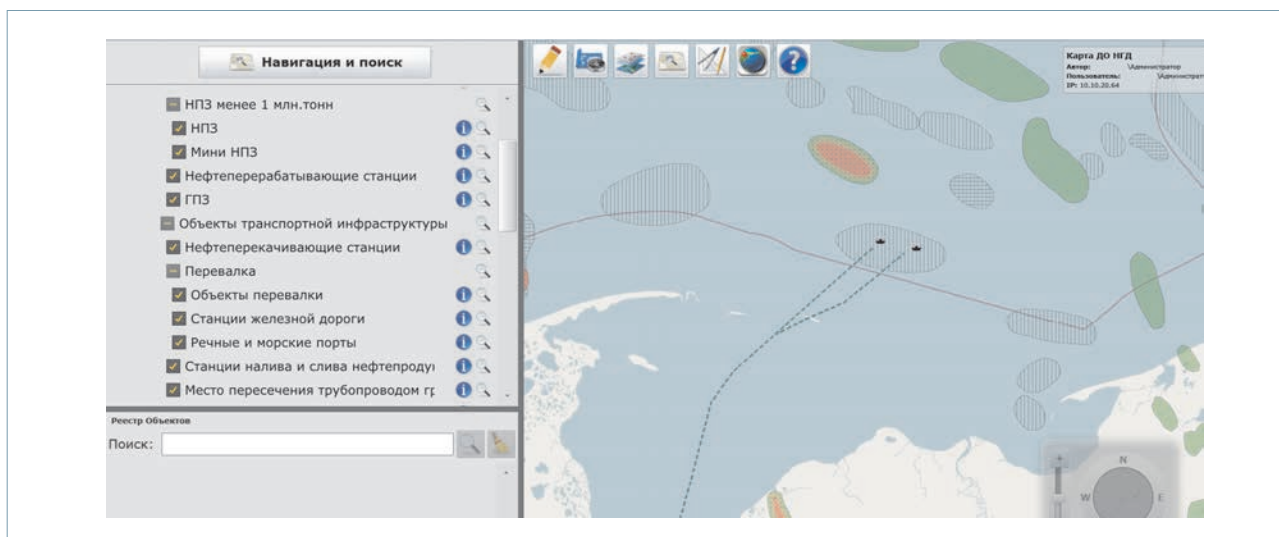 Навигация и поиск
НПЗ менее 1 млн.тонн
НПЗ
Мини НПЗ
Нефтеперерабатывающие станции
ГПЗ
Объекты транспортной инфраструктуры
Нефтеперекачивающие станции
Перевалка
Объекты перевалки
Станции железной дороги
Речные и морские порты
Станции налива и слива нефтепроду
Место пересечения трубопроводом гр
Реестр Объектов
Поиск:
Карта ДО НГД
Автор: \Администратор
Пользователь: \Администрат
IP: 10.10.20.64
N
W
E